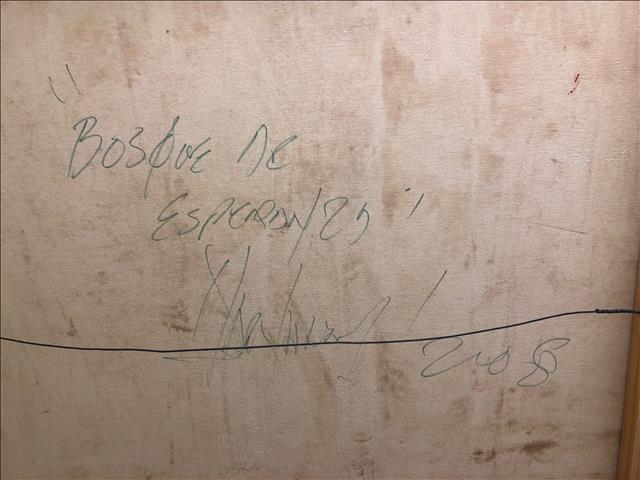 "BOSQUE DE
ESPERANZA"
2008